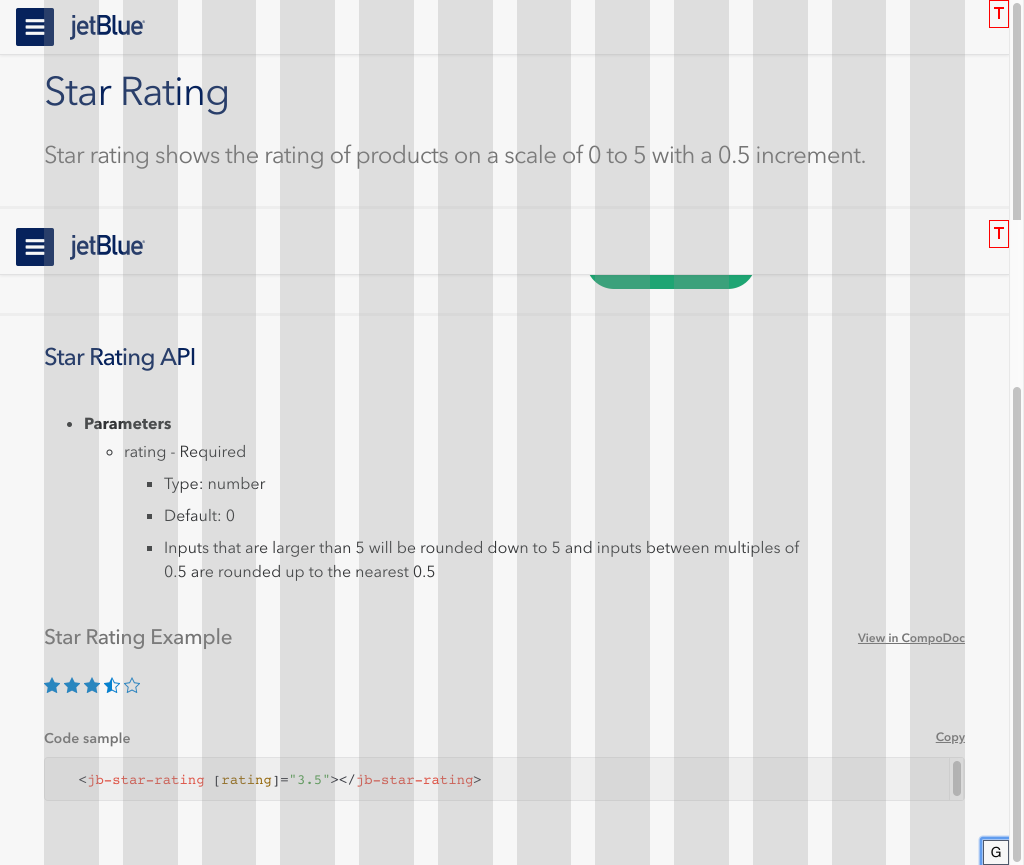 jetBlue
T
Star Rating
Star rating shows the rating of products on a scale of 0 to 5 with a 0.5 increment.
jetBlue
T
Star Rating API
Parameters
rating - Required
Type: number
Default: 0
Inputs that are larger than 5 will be rounded down to 5 and inputs between multiples of
0.5 are rounded up to the nearest 0.5
Star Rating Example
View in CompoDoc
Code sample
Copy
<jb-star-rating [rating]="3.5"></jb-star-rating>
G